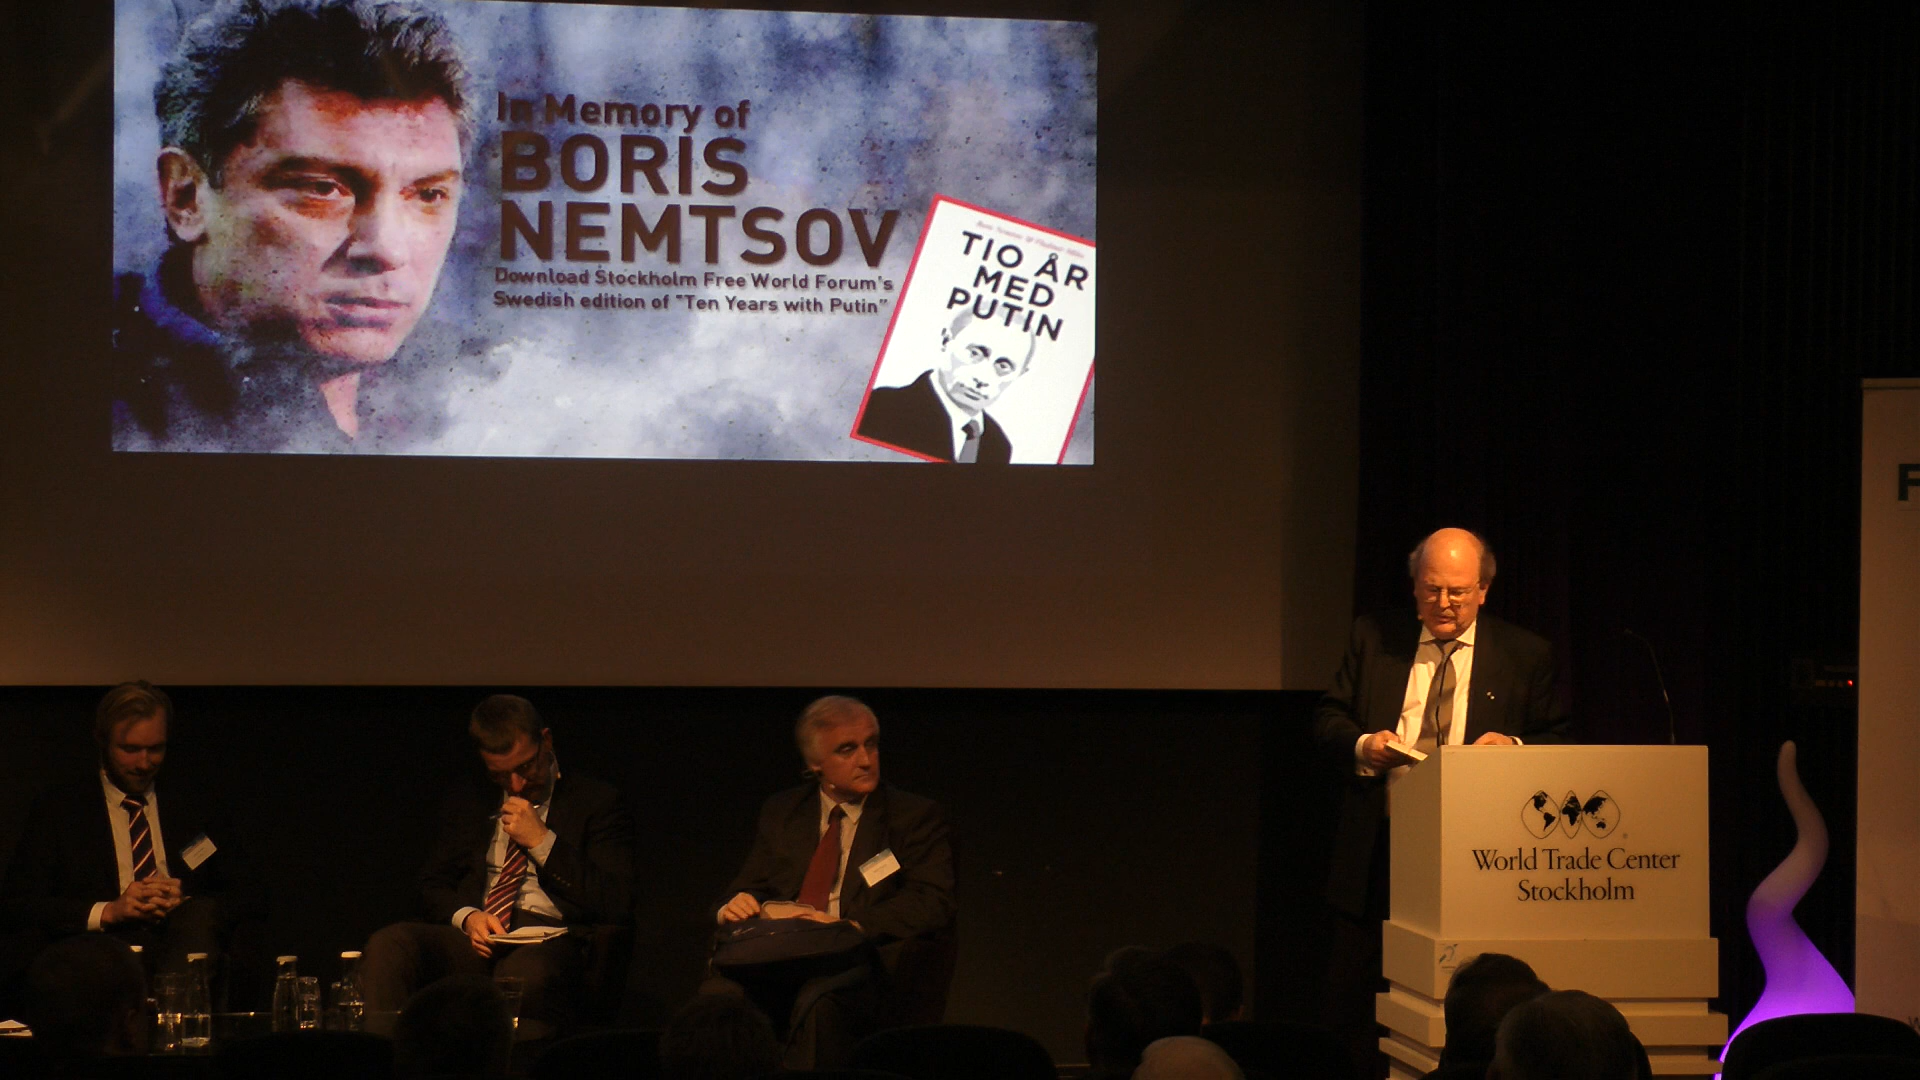 In Memory of
BORIS
NEMTSOV
Download Stockholm Free World Forum's
Swedish edition of "Ten Years with Putin"
TIO ÅR
MED
PUTIN
World Trade Center
Stockholm
F